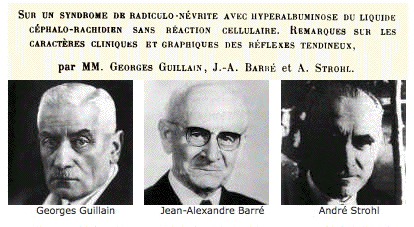 SUR UN SYNDROME DE RADICULO-NÉVRITE AVEC HYPERALBUMINOSE DU LIQUIDE
CÉPHALO-RACHIDIEN SANS RÉACTION CELLULAIRE. REMARQUES SUR LES
CARACTÈRES CLINIQUES ET GRAPHIQUES DES RÉFLEXES TENDINEUX,
par MM. GEORGES GUILLAIN, J.-A. BARRÉ et A. STROHL.
Georges Guillain
Jean-Alexandre Barré
André Strohl